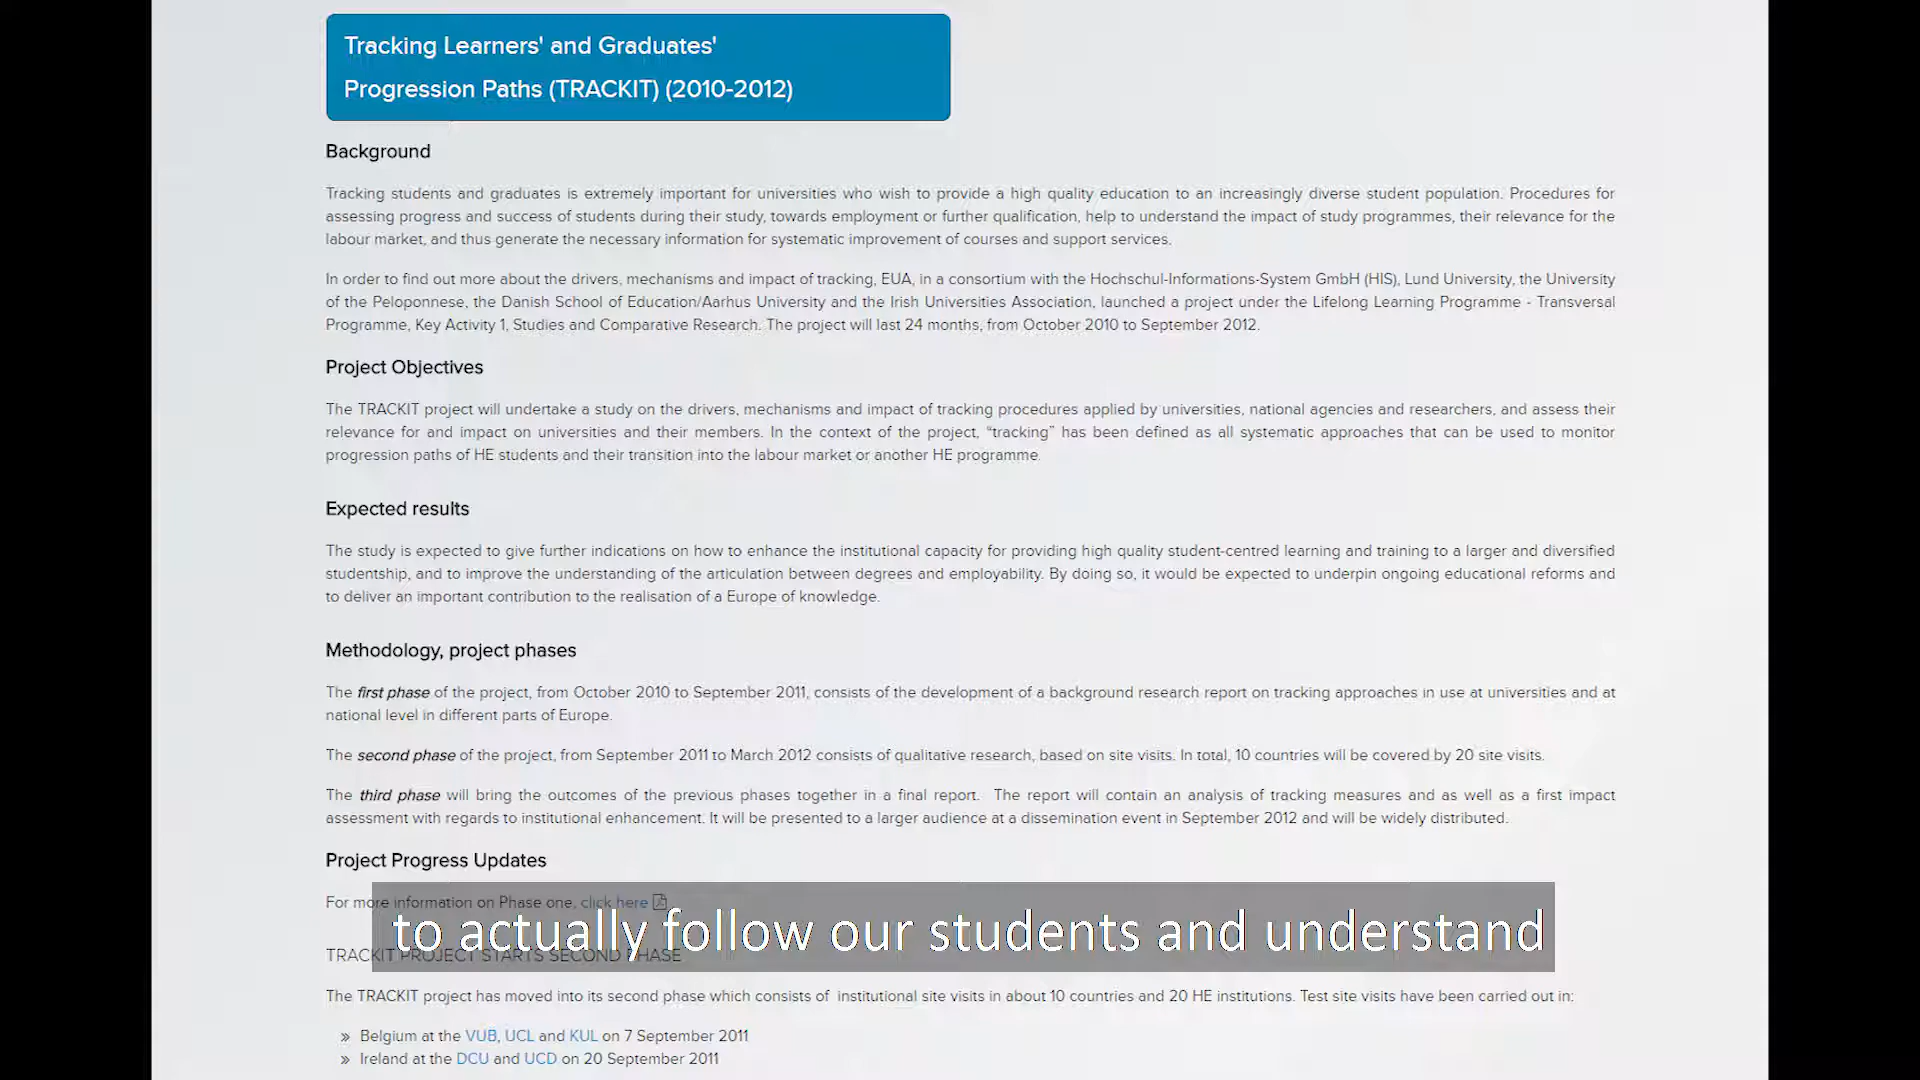 Tracking Learners' and Graduates'
Progression Paths (TRACKIT) (2010-2012)
Background
Tracking students and graduates is extremely important for universities who wish to provide a high quality education to an increasingly diverse student population. Procedures for
assessing progress and success of students during their study, towards employment or further qualification, help to understand the impact of study programmes, their relevance for the
labour market, and thus generate the necessary information for systematic improvement of courses and support services.
In order to find out more about the drivers, mechanisms and impact of tracking, EUA, in a consortium with the Hochschul-Informations-System GmbH (HIS), Lund University, the University
of the Peloponnese, the Danish School of Education/Aarhus University and the Irish Universities Association, launched a project under the Lifelong Learning Programme - Transversal
Programme, Key Activity 1, Studies and Comparative Research. The project will last 24 months, from October 2010 to September 2012.
Project Objectives
The TRACKIT project will undertake a study on the drivers, mechanisms and impact of tracking procedures applied by universities, national agencies and researchers, and assess their
relevance for and impact on universities and their members. In the context of the project, “tracking” has been defined as all systematic approaches that can be used to monitor
progression paths of HE students and their transition into the labour market or another HE programme.
Expected results
The study is expected to give further indications on how to enhance the institutional capacity for providing high quality student-centred learning and training to a larger and diversified
studentship, and to improve the understanding of the articulation between degrees and employability. By doing so, it would be expected to underpin ongoing educational reforms and
to deliver an important contribution to the realisation of a Europe of knowledge.
Methodology, project phases
The first phase of the project, from October 2010 to September 2011, consists of the development of a background research report on tracking approaches in use at universities and at
national level in different parts of Europe.
The second phase of the project, from September 2011 to March 2012 consists of qualitative research, based on site visits. In total, 10 countries will be covered by 20 site visits.
The third phase will bring the outcomes of the previous phases together in a final report. The report will contain an analysis of tracking measures and as well as a first impact
assessment with regards to institutional enhancement. It will be presented to a larger audience at a dissemination event in September 2012 and will be widely distributed.
Project Progress Updates
For more information on Phase one, click here
to actually follow our students and understand
TRACKIT PROJECT STARTS SECOND PHASE
The TRACKIT project has moved into its second phase which consists of institutional site visits in about 10 countries and 20 HE institutions. Test site visits have been carried out in:
» Belgium at the VUB, UCL and KUL on 7 September 2011
» Ireland at the DCU and UCD on 20 September 2011